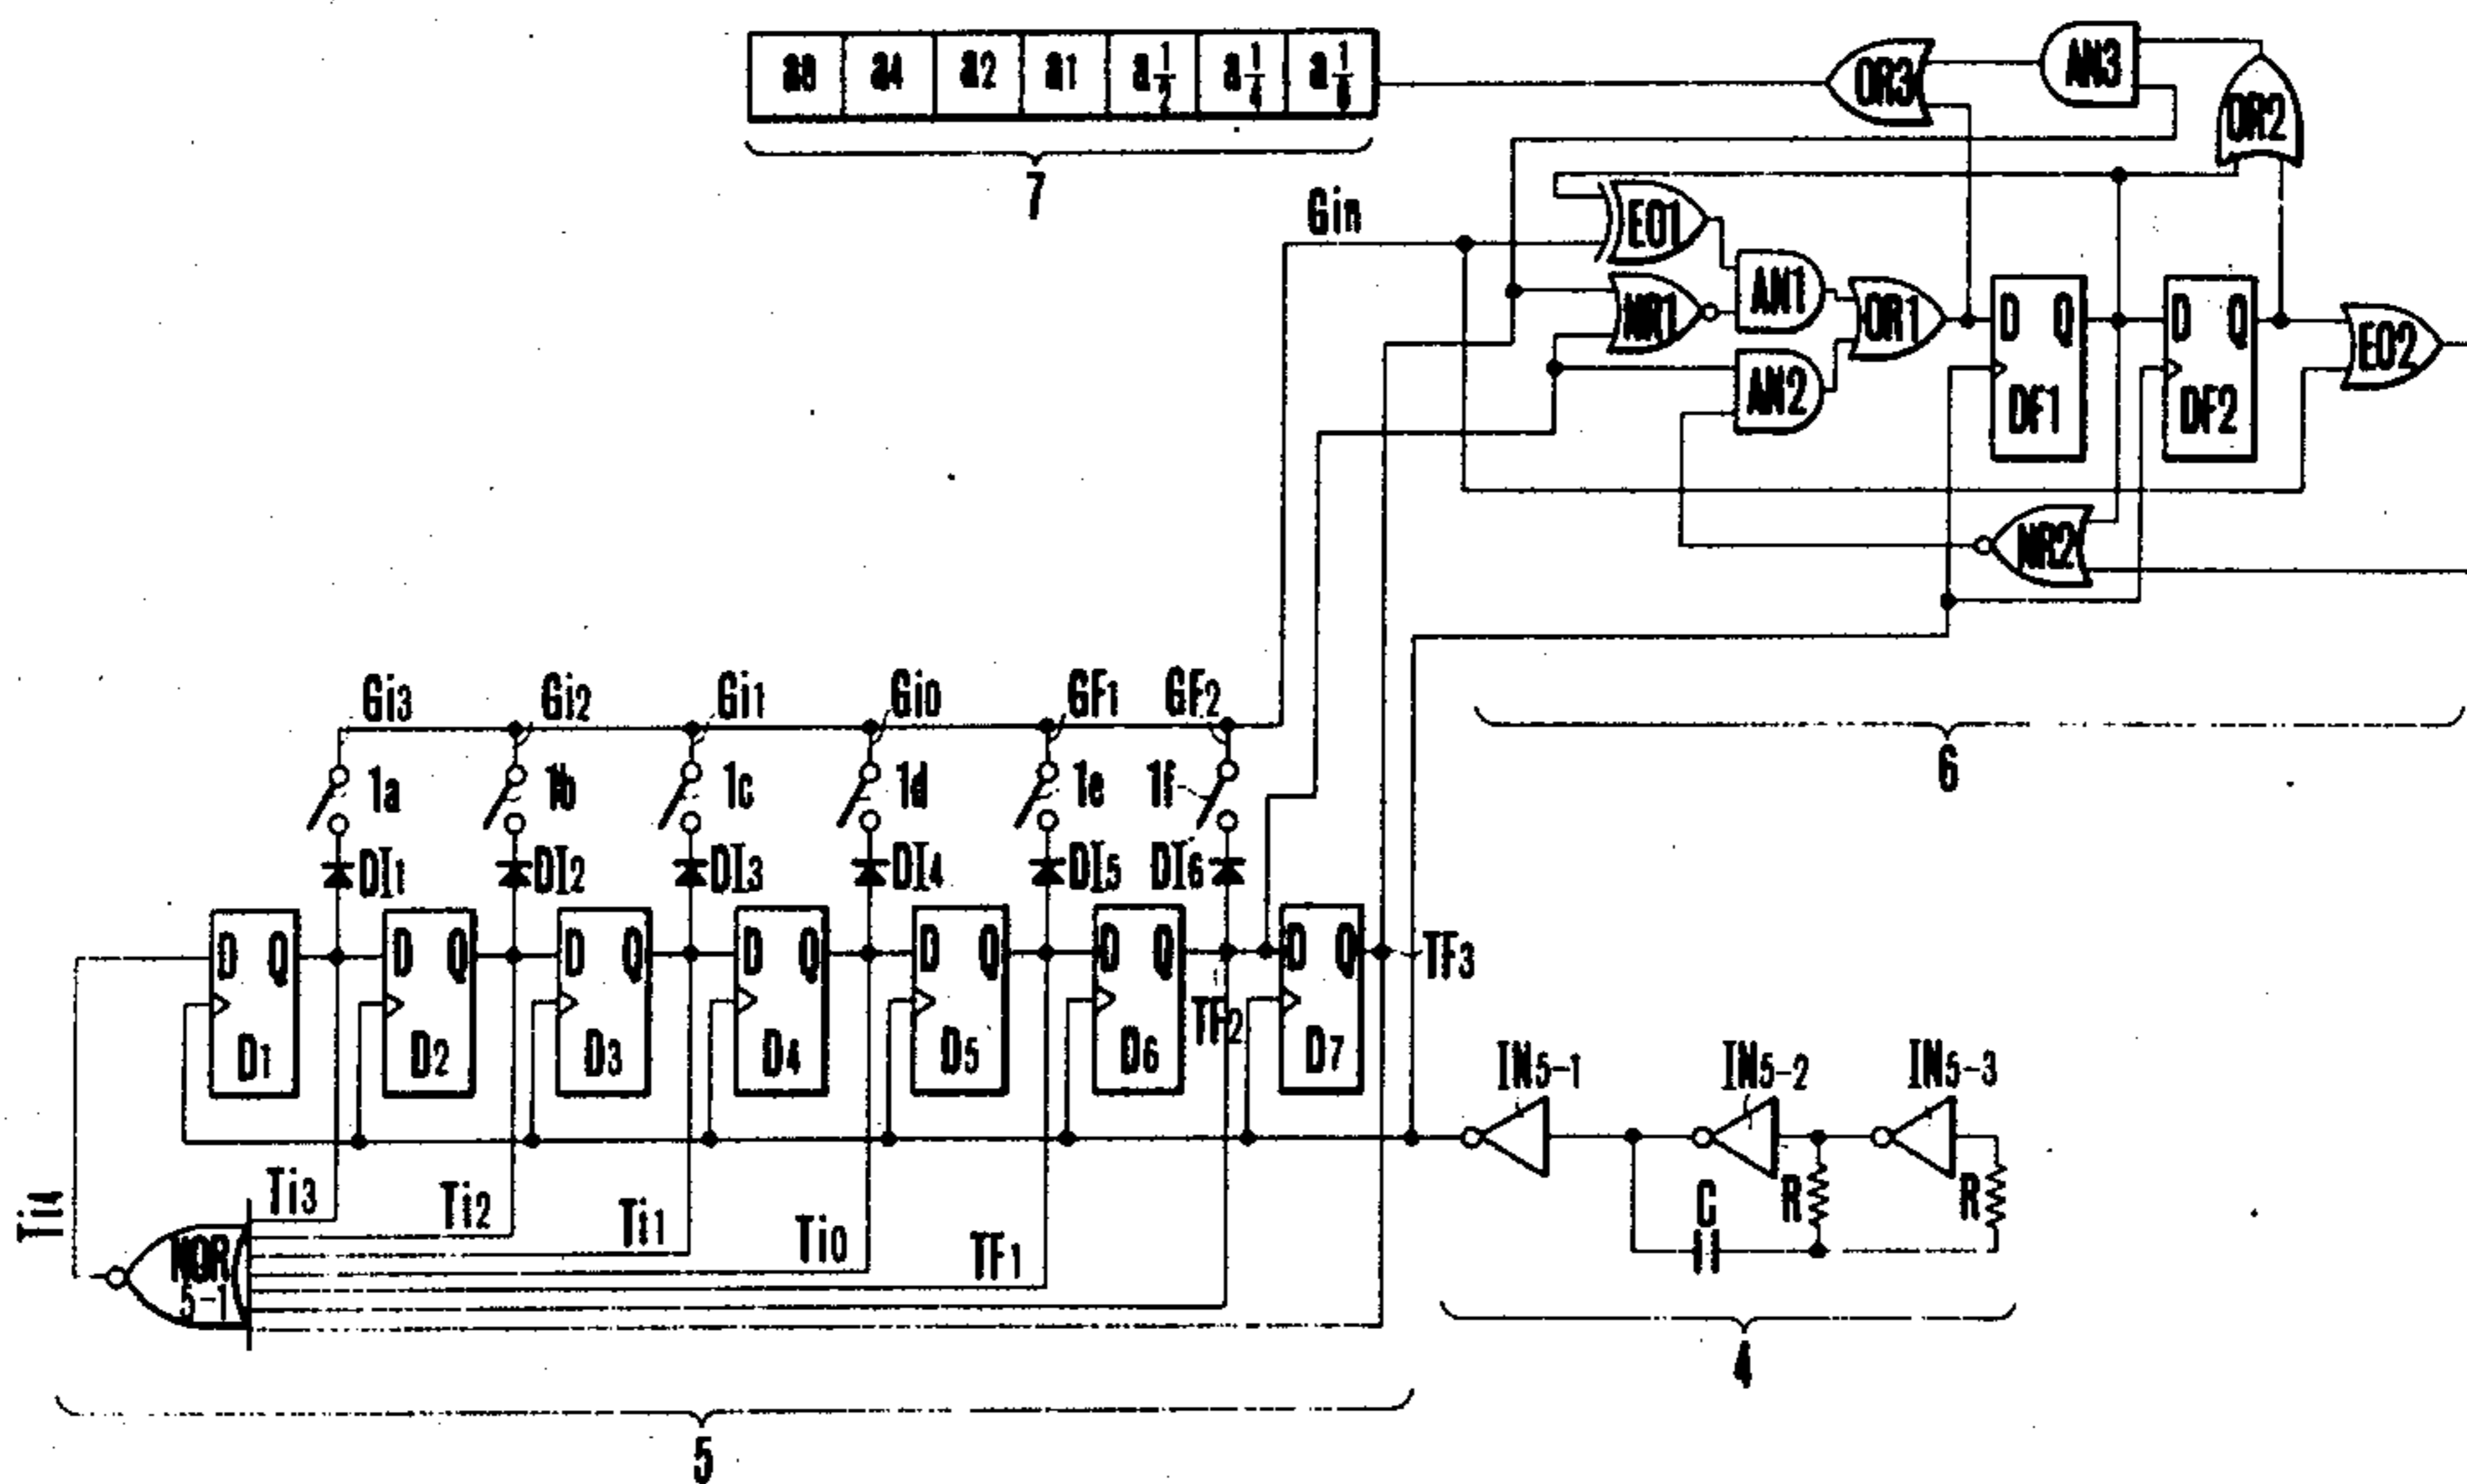 a8 a4 a2 a1 a1/2 a1/4 a1/8
7
OR3 AN3 OR2
Gin
EO1 AN1 NR1 OR1 AN2
D Q DF1
D Q DF2
EO2
NR2
6
Gi3 Gi2 Gi1 Gi0 GF1 GF2
1a 1b 1c 1d 1e 1f
DI1 DI2 DI3 DI4 DI5 DI6
D Q D Q D Q D Q D Q D Q D Q
TF3
TF2
D1 D2 D3 D4 D5 D6 D7
IN5-1 IN5-2 IN5-3
Ti4 Ti3 Ti2 Ti1 Ti0 TF1
C R R
NOR
5-1
4
5